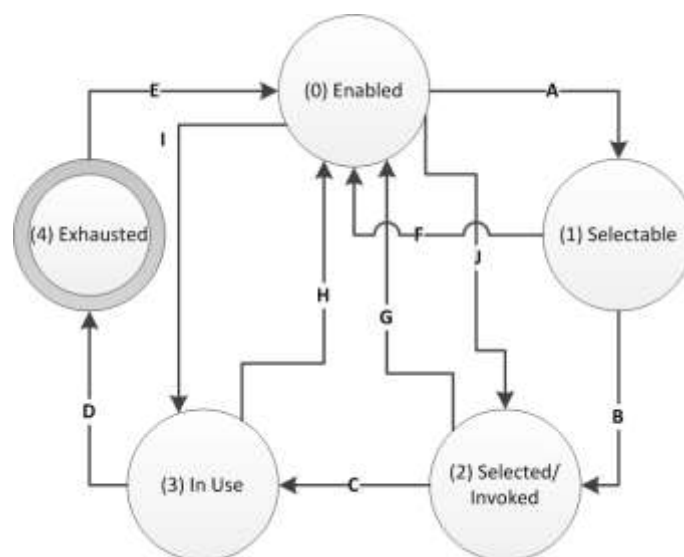 E
(0) Enabled
A
I
(4) Exhausted
F
(1) Selectable
J
H
G
D
B
(3) In Use
C
(2) Selected/
Invoked